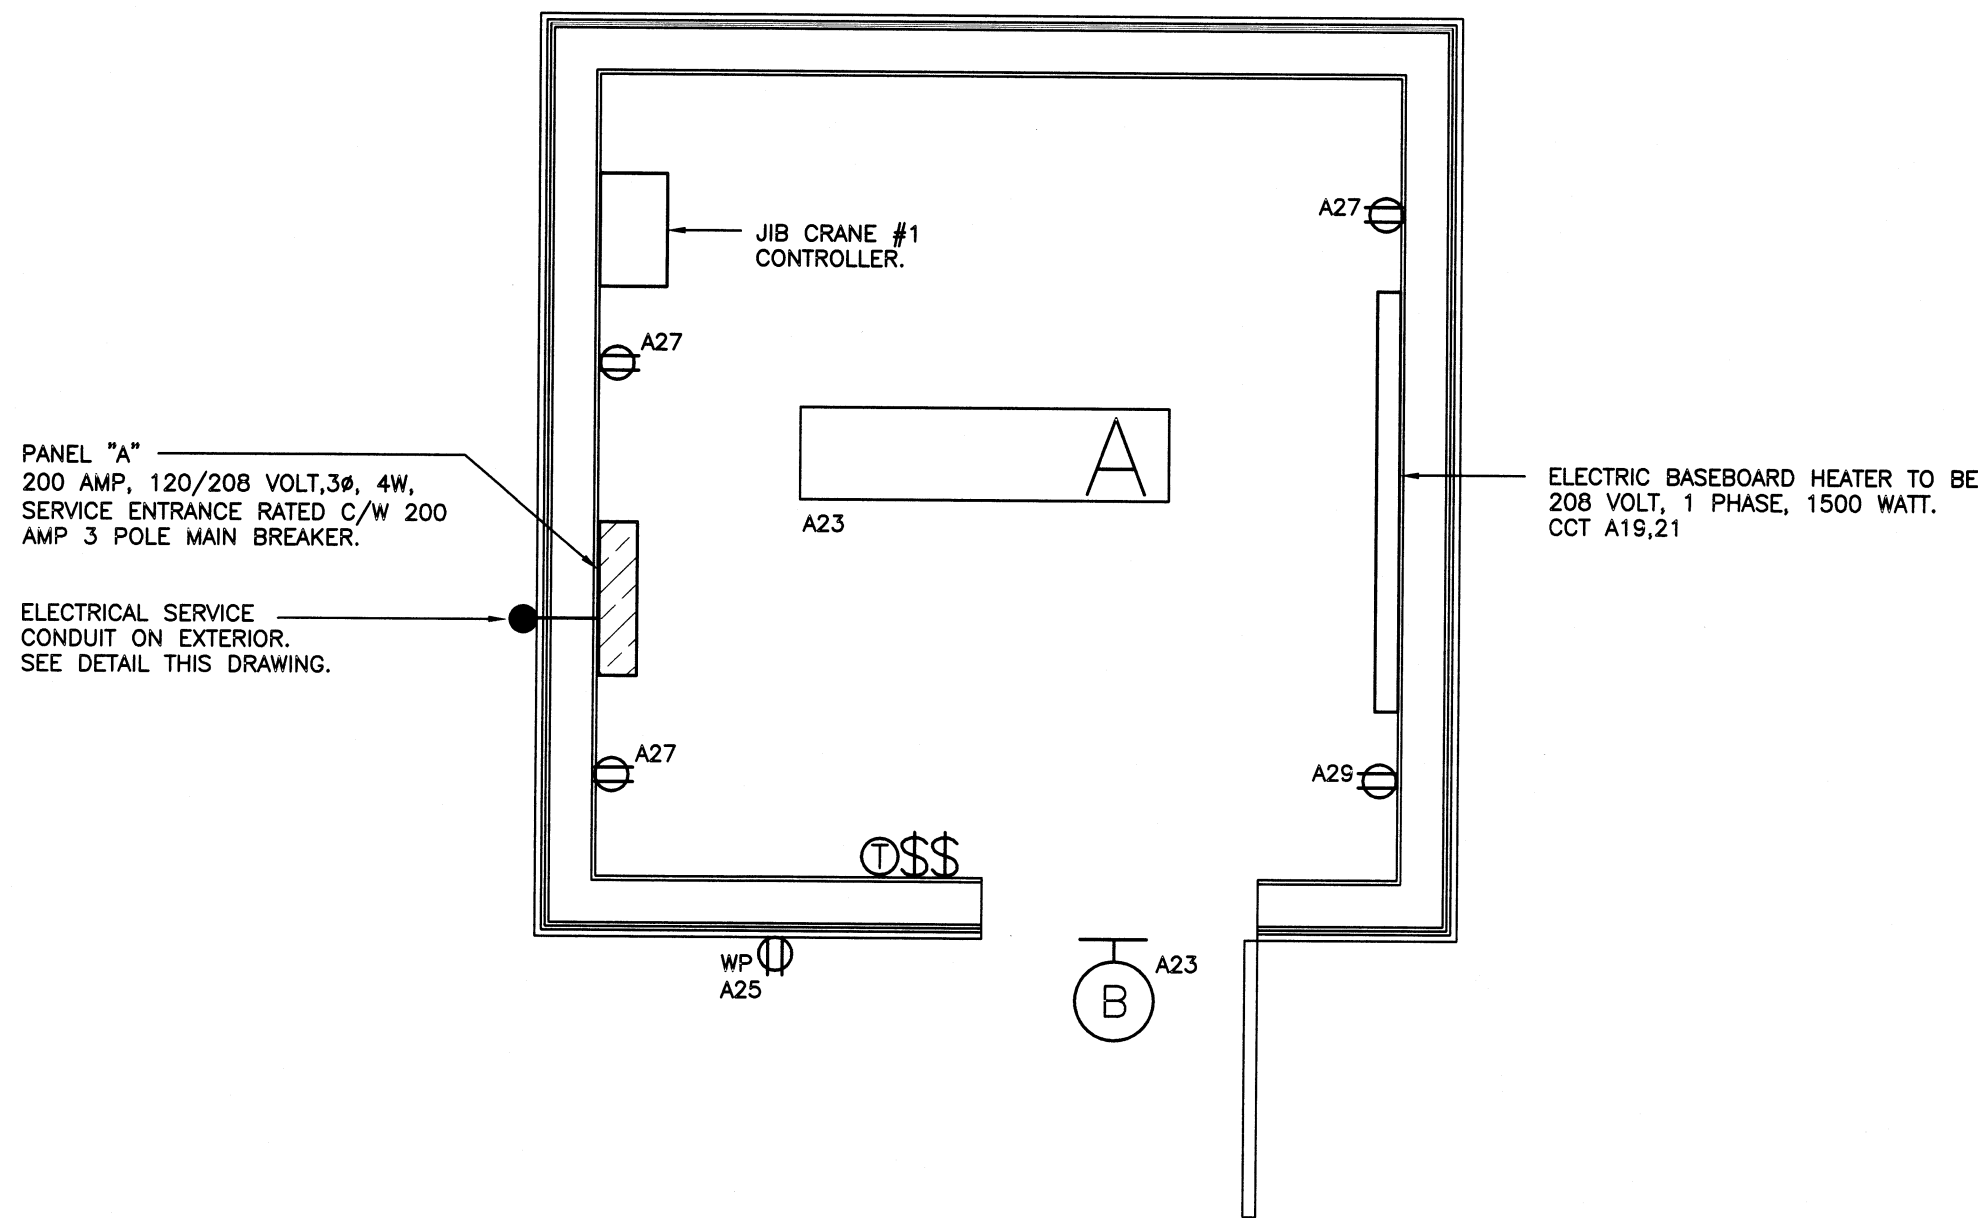 JIB CRANE #1
CONTROLLER.
A27
A27
PANEL "A"
200 AMP, 120/208 VOLT,3ø, 4W,
SERVICE ENTRANCE RATED C/W 200
AMP 3 POLE MAIN BREAKER.
A
A23
ELECTRIC BASEBOARD HEATER TO BE
208 VOLT, 1 PHASE, 1500 WATT.
CCT A19,21
ELECTRICAL SERVICE
CONDUIT ON EXTERIOR.
SEE DETAIL THIS DRAWING.
A27
A29
T$$
WP
A25
A23
B